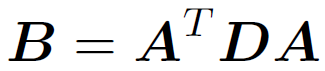 B = A^T D A